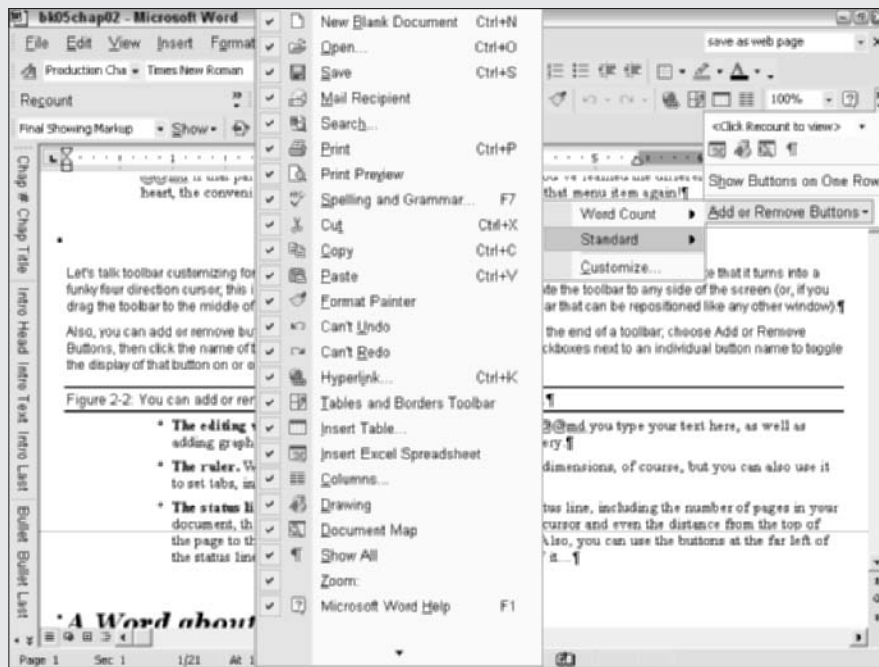 bk05chap02 - Microsoft Word
File Edit View Insert Format
save as web page
Production Cha Times New Roman
Recount
100%
Final Showing Markup Show
<Click Recount to view>
Show Buttons on One Row
Add or Remove Buttons
Word Count
Standard
Customize...
New Blank Document Ctrl+N
Open... Ctrl+O
Save Ctrl+S
Mail Recipient
Search...
Print Ctrl+P
Print Preview
Spelling and Grammar... F7
Cut Ctrl+X
Copy Ctrl+C
Paste Ctrl+V
Format Painter
Can't Undo
Can't Redo
Hyperlink... Ctrl+K
Tables and Borders Toolbar
Insert Table...
Insert Excel Spreadsheet
Columns...
Drawing
Document Map
Show All
Zoom:
Microsoft Word Help F1
Chap # Chap Title Intro Head Intro Text Intro Last Bullet Bullet Last
heart, the conveni that menu item again!¶
Let's talk toolbar customizing for that it turns into a
funky four direction cursor, this i te the toolbar to any side of the screen (or, if you
drag the toolbar to the middle of ar that can be repositioned like any other window).¶
Also, you can add or remove bu the end of a toolbar, choose Add or Remove
Buttons, then click the name of t ckboxes next to an individual button name to toggle
the display of that button on or o
Figure 2-2: You can add or re ¶
* The editing @@md you type your text here, as well as
adding graph ery.¶
* The ruler. W dimensions, of course, but you can also use it
to set tabs, in
* The status li tus line, including the number of pages in your
document, th cursor and even the distance from the top of
the page to th Also, you can use the buttons at the far left of
the status line it...¶
A Word about
Page 1 Sec 1 1/21 At 1